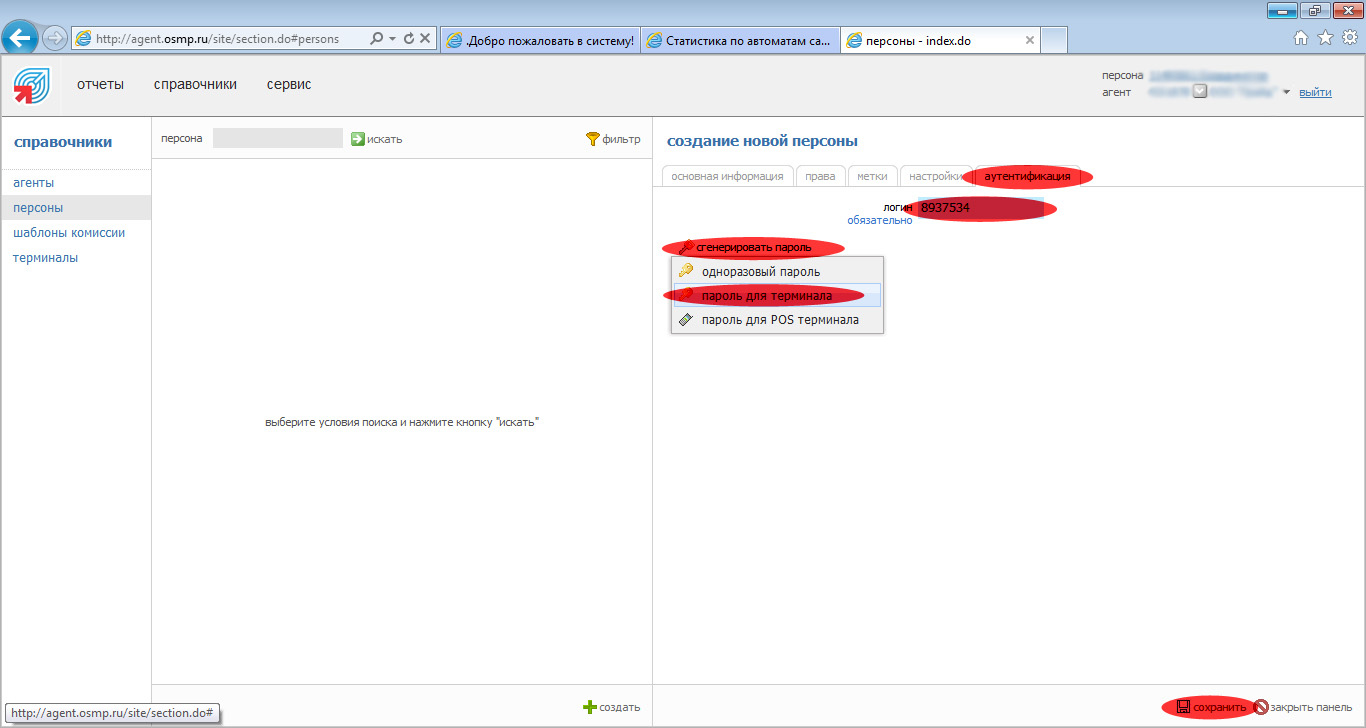 http://agent.osmp.ru/site/section.do#persons
.Добро пожаловать в систему!
Статистика по автоматам са...
персоны - index.do
отчеты справочники сервис
персона
агент
выйти
справочники
агенты
персоны
шаблоны комиссии
терминалы
персона
искать
фильтр
выберите условия поиска и нажмите кнопку "искать"
создать
создание новой персоны
основная информация права метки настройки аутентификация
логин 8937534
обязательно
сгенерировать пароль
одноразовый пароль
пароль для терминала
пароль для POS терминала
сохранить
закрыть панель
http://agent.osmp.ru/site/section.do#